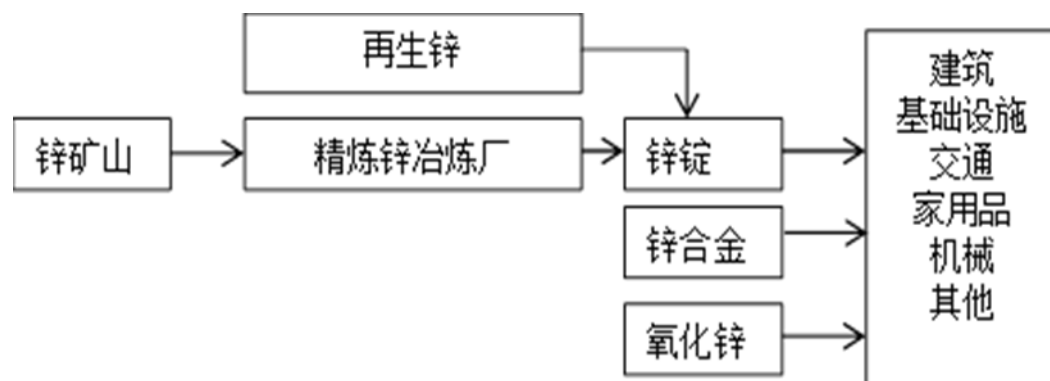 再生锌
锌矿山
精炼锌冶炼厂
锌锭
锌合金
氧化锌
建筑
基础设施
交通
家用品
机械
其他